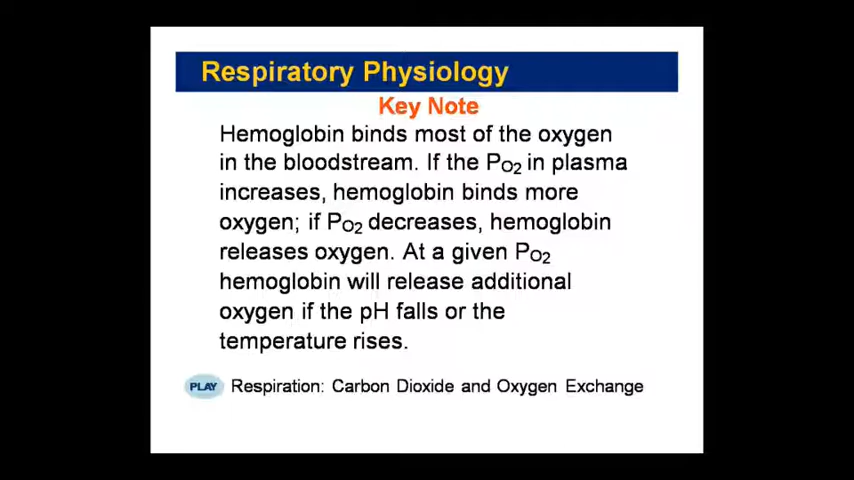 Respiratory Physiology
Key Note
Hemoglobin binds most of the oxygen
in the bloodstream. If the PO2 in plasma
increases, hemoglobin binds more
oxygen; if PO2 decreases, hemoglobin
releases oxygen. At a given PO2
hemoglobin will release additional
oxygen if the pH falls or the
temperature rises.
PLAY Respiration: Carbon Dioxide and Oxygen Exchange